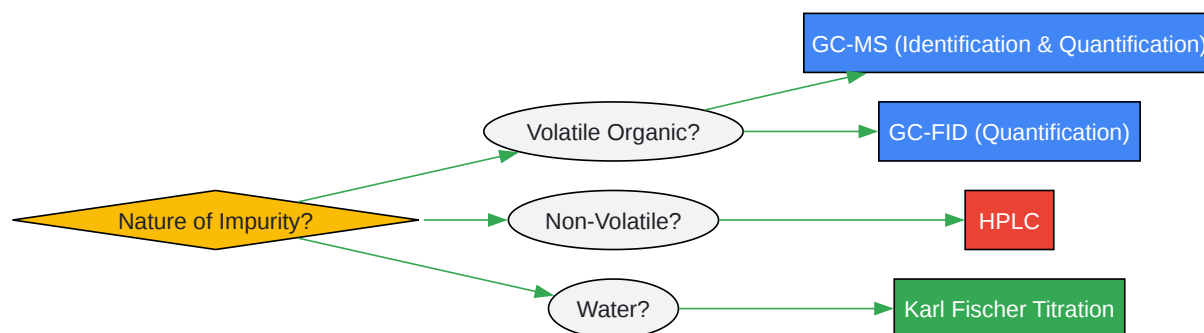 GC-MS (Identification & Quantification)
Volatile Organic?
GC-FID (Quantification)
Nature of Impurity?
Non-Volatile?
HPLC
Water?
Karl Fischer Titration